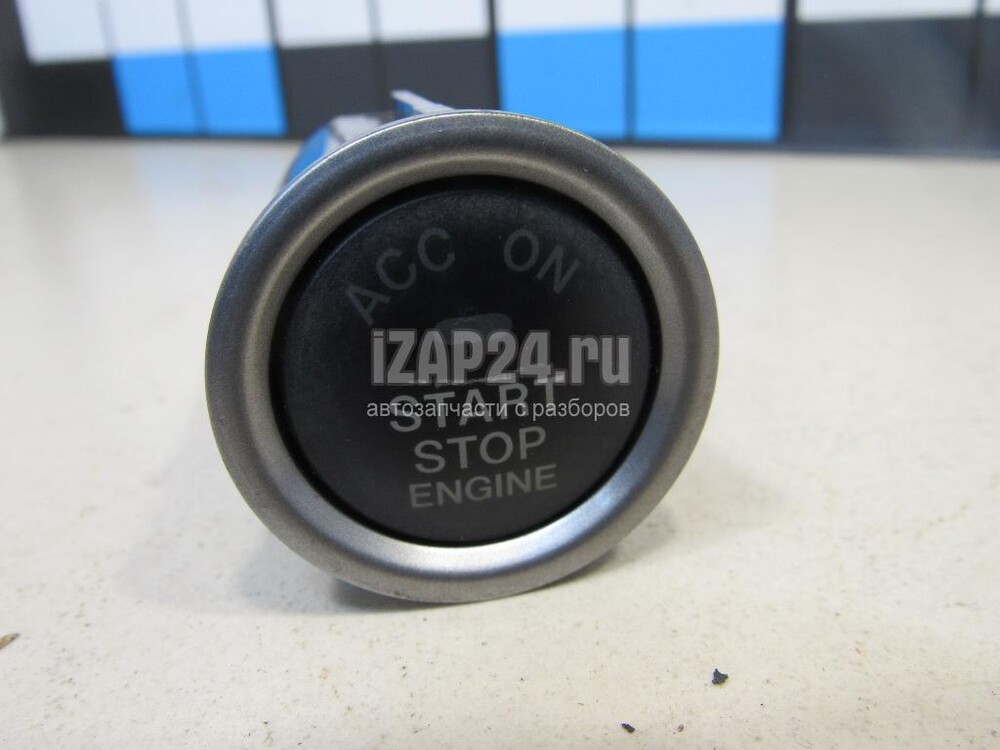 ACC ON
iZAP24.ru
START
автозапчасти с разборов
STOP
ENGINE